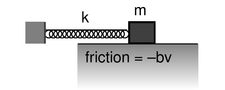 m
k
friction = –bv